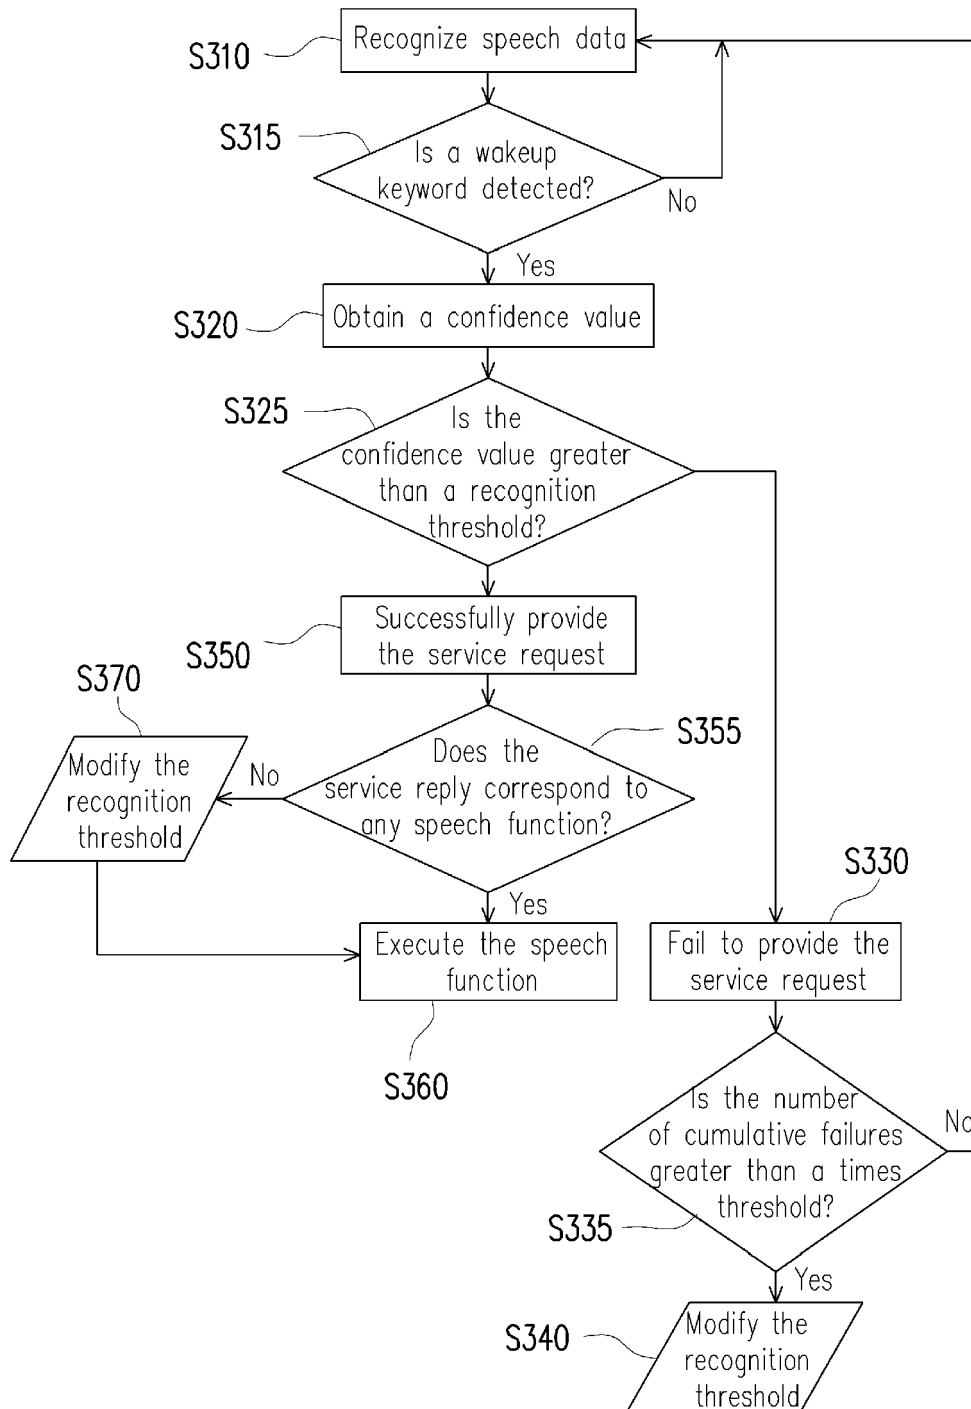 S310
Recognize speech data
S315
Is a wakeup
keyword detected?
No
Yes
S320
Obtain a confidence value
S325
Is the
confidence value greater
than a recognition
threshold?
S350
Successfully provide
the service request
S370
Modify the
recognition
threshold
No
S355
Does the
service reply correspond to
any speech function?
Yes
Execute the speech
function
S360
S330
Fail to provide the
service request
Is the number
of cumulative failures
greater than a times
threshold?
No
S335
Yes
S340
Modify the
recognition
threshold